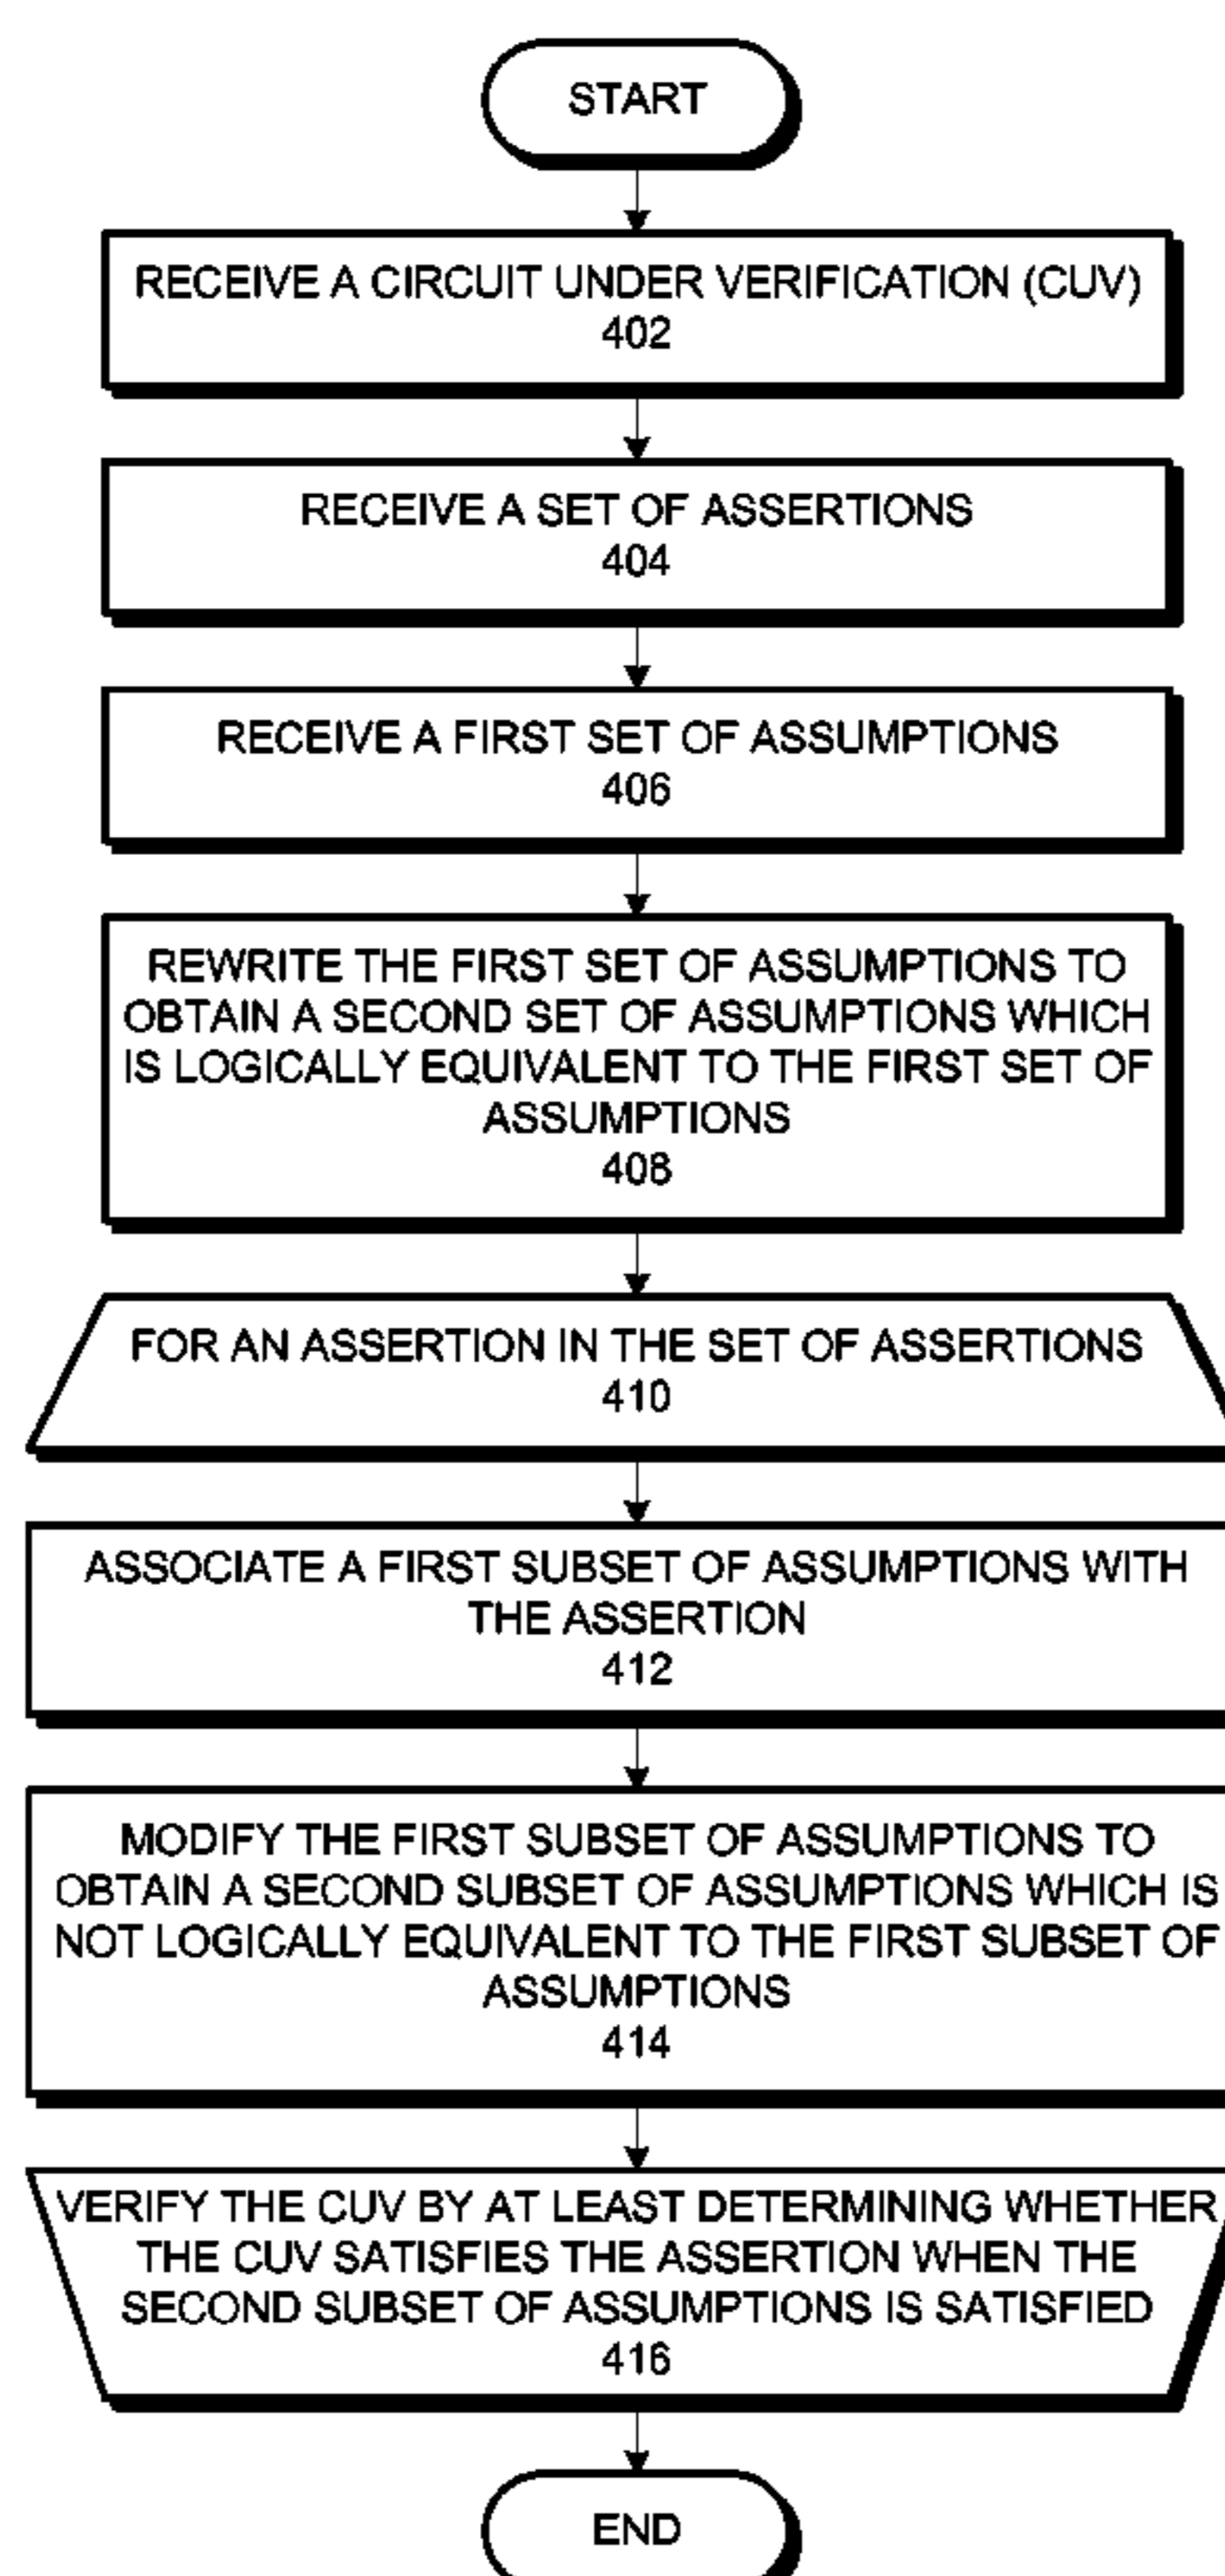 START
RECEIVE A CIRCUIT UNDER VERIFICATION (CUV)
402
RECEIVE A SET OF ASSERTIONS
404
RECEIVE A FIRST SET OF ASSUMPTIONS
406
REWRITE THE FIRST SET OF ASSUMPTIONS TO
OBTAIN A SECOND SET OF ASSUMPTIONS WHICH
IS LOGICALLY EQUIVALENT TO THE FIRST SET OF
ASSUMPTIONS
408
FOR AN ASSERTION IN THE SET OF ASSERTIONS
410
ASSOCIATE A FIRST SUBSET OF ASSUMPTIONS WITH
THE ASSERTION
412
MODIFY THE FIRST SUBSET OF ASSUMPTIONS TO
OBTAIN A SECOND SUBSET OF ASSUMPTIONS WHICH IS
NOT LOGICALLY EQUIVALENT TO THE FIRST SUBSET OF
ASSUMPTIONS
414
VERIFY THE CUV BY AT LEAST DETERMINING WHETHER
THE CUV SATISFIES THE ASSERTION WHEN THE
SECOND SUBSET OF ASSUMPTIONS IS SATISFIED
416
END